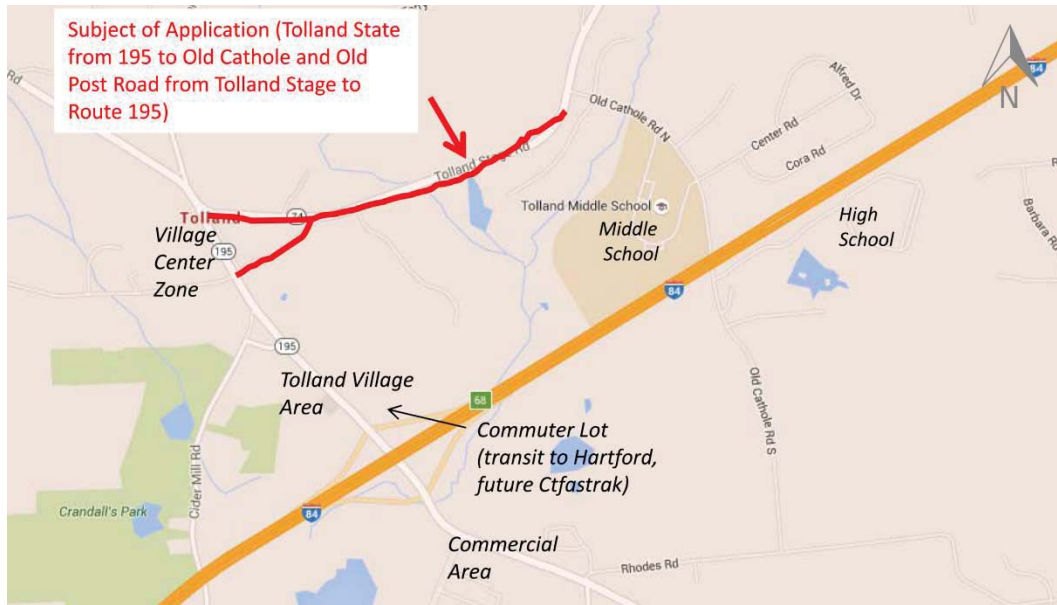 Subject of Application (Tolland State
from 195 to Old Cathole and Old
Post Road from Tolland Stage to
Route 195)
Rd
84
N
Alfred Dr
Old Cathole Rd N
Center Rd
Cora Rd
Tolland Stage Rd
Tolland Middle School
Middle
School
High
School
Barbara Rd
Tolland
74
Village
Center
Zone
195
84
195
Tolland Village
Area
68
Commuter Lot
(transit to Hartford,
future Ctfastrak)
Old Cathole Rd S
Cider Mill Rd
Crandall's Park
84
Commercial
Area
Rhodes Rd